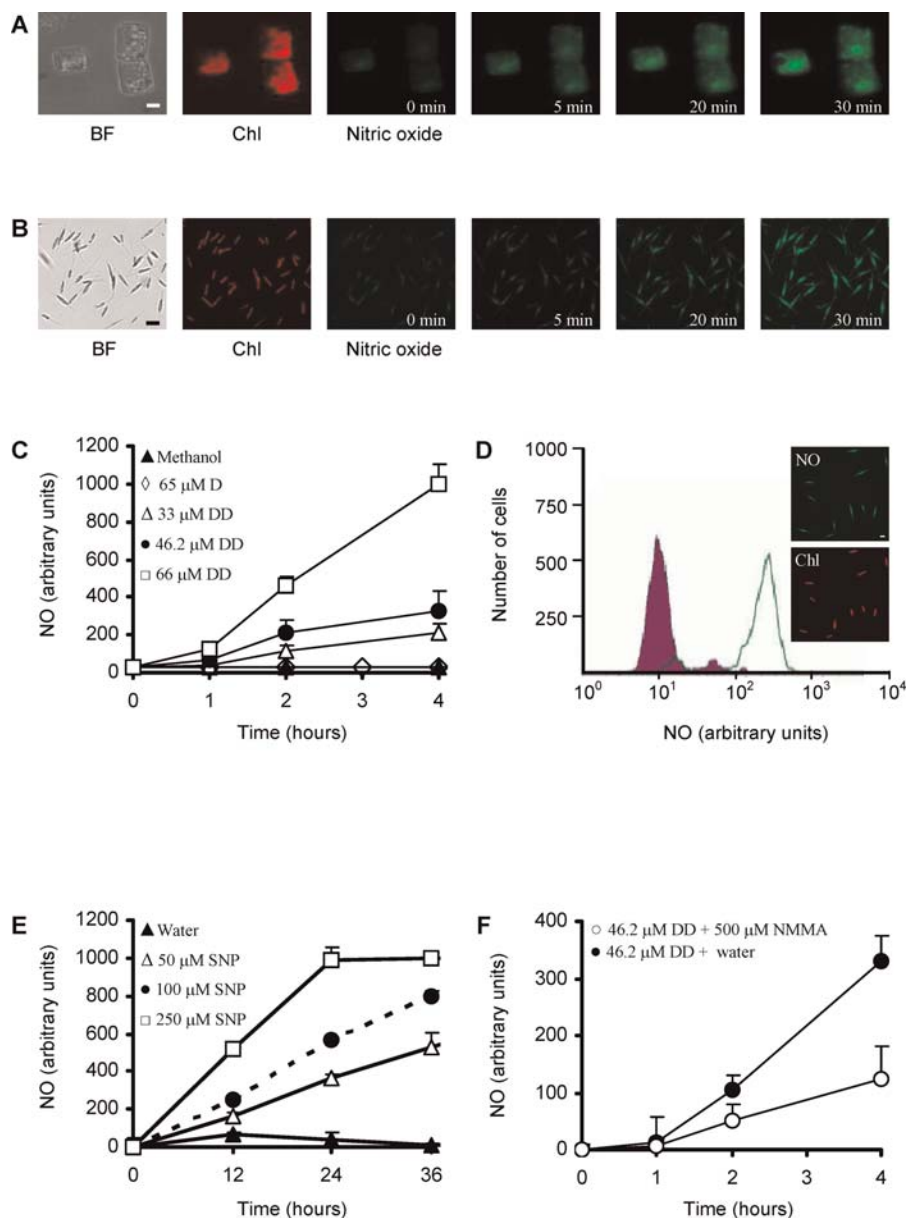 A
0 min
5 min
20 min
30 min
BF
Chl
Nitric oxide
B
0 min
5 min
20 min
30 min
BF
Chl
Nitric oxide
C
NO (arbitrary units)
1200
1000
800
600
400
200
0
Methanol
65 µM D
33 µM DD
46.2 µM DD
66 µM DD
0 1 2 3 4
Time (hours)
D
Number of cells
1000
750
500
250
NO
Chl
10⁰ 10¹ 10² 10³ 10⁴
NO (arbitrary units)
E
NO (arbitrary units)
1200
1000
800
600
400
200
0
Water
50 µM SNP
100 µM SNP
250 µM SNP
0 12 24 36
Time (hours)
F
NO (arbitrary units)
400
300
200
100
0
46.2 µM DD + 500 µM NMMA
46.2 µM DD + water
0 1 2 3 4
Time (hours)